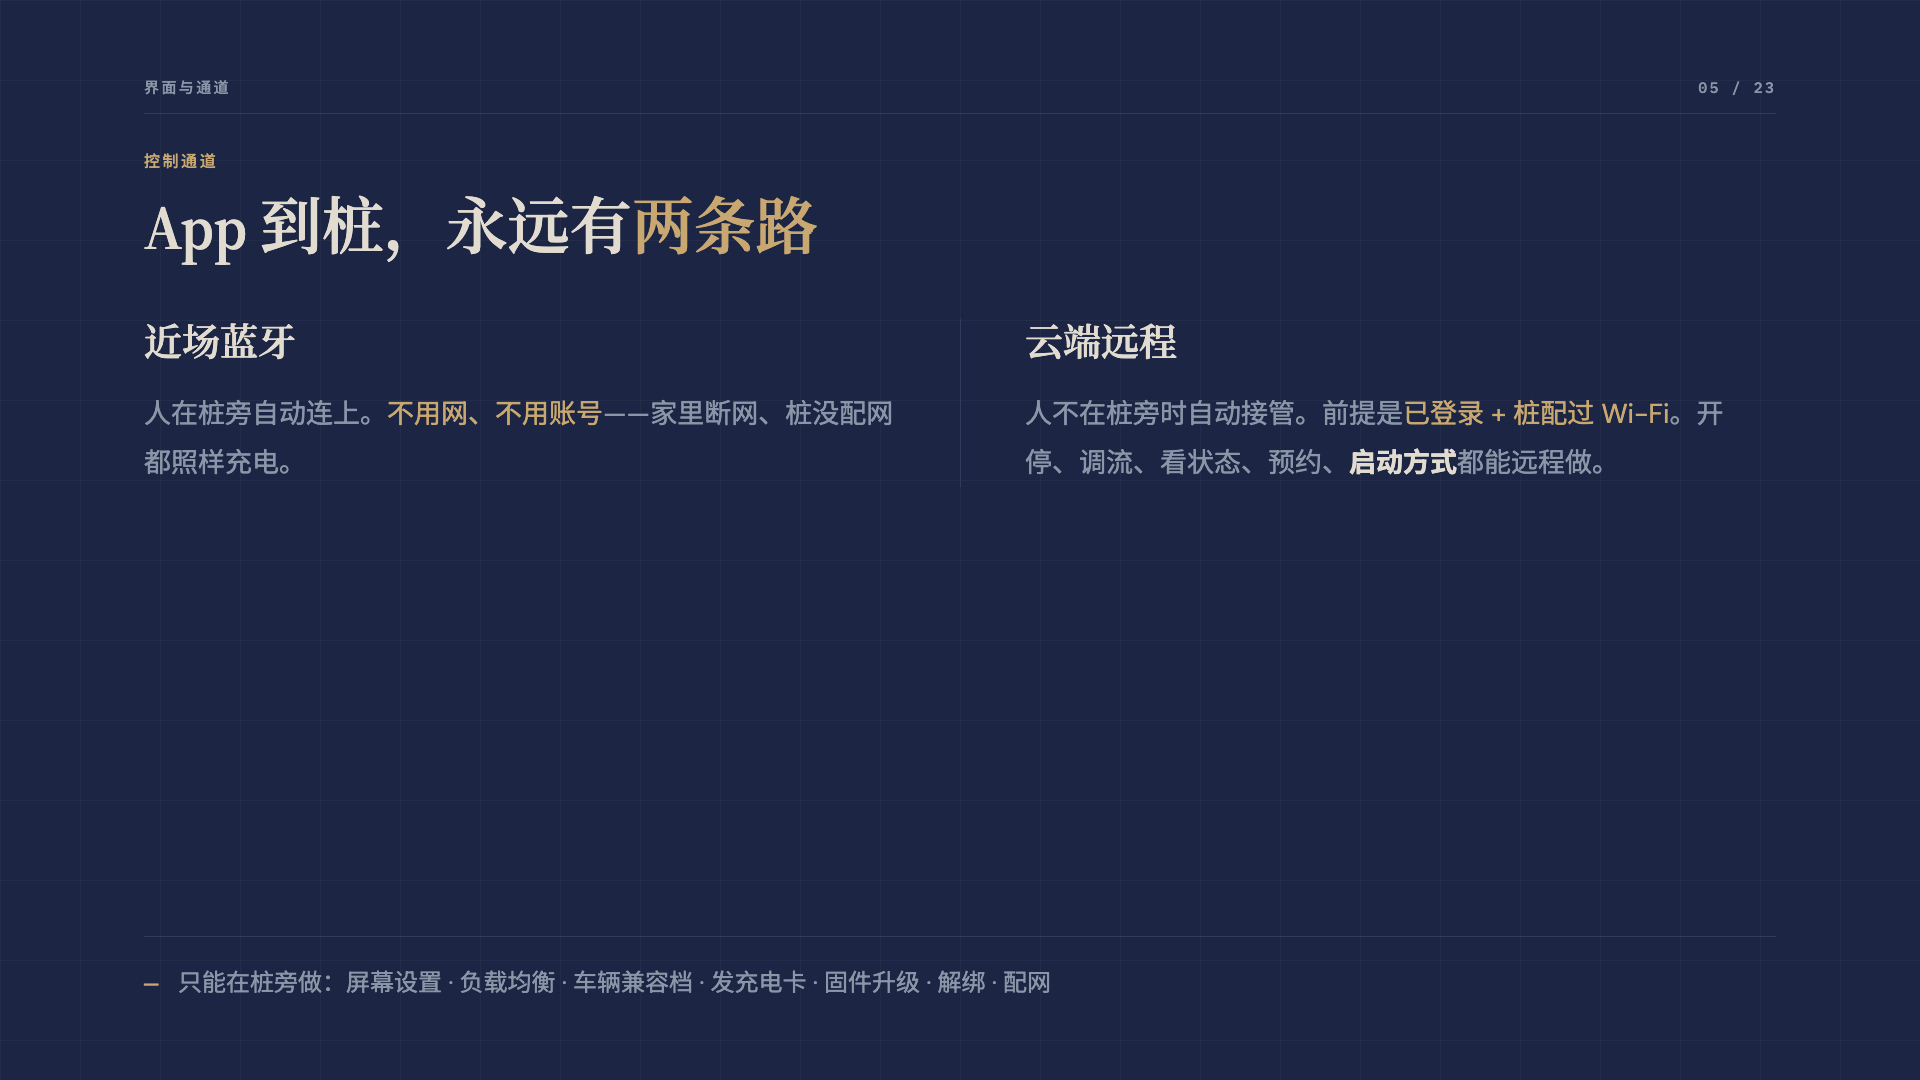 界面与通道
05 / 23
控制通道
App 到桩，永远有两条路
近场蓝牙
人在桩旁自动连上。不用网、不用账号——家里断网、桩没配网
都照样充电。
云端远程
人不在桩旁时自动接管。前提是已登录 + 桩配过 Wi-Fi。开
停、调流、看状态、预约、启动方式都能远程做。
— 只能在桩旁做：屏幕设置 · 负载均衡 · 车辆兼容档 · 发充电卡 · 固件升级 · 解绑 · 配网